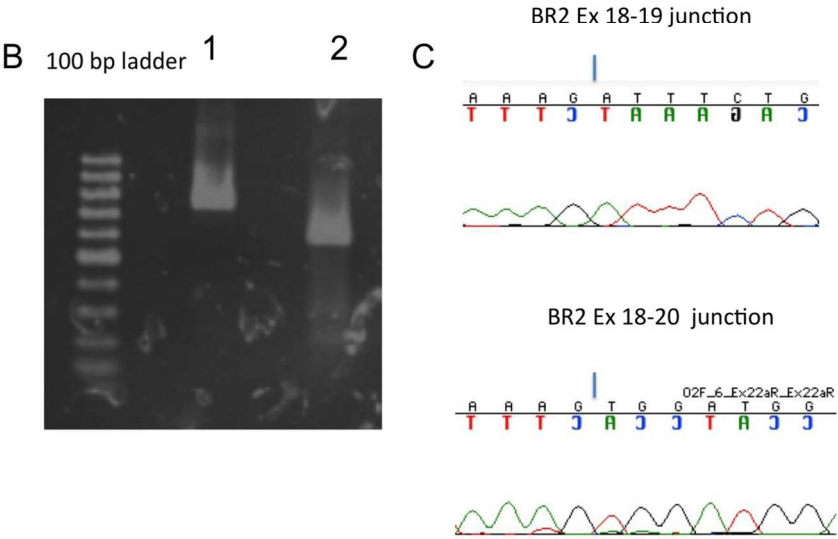 B 100 bp ladder 1 2
C
BR2 Ex 18-19 junction
A A A G A T T T C T G
T T T C T A A A G A C
BR2 Ex 18-20 junction
02F_6_Ex22aR_Ex22aR
A A A G T G G A T G G
T T T C A C C T A C C